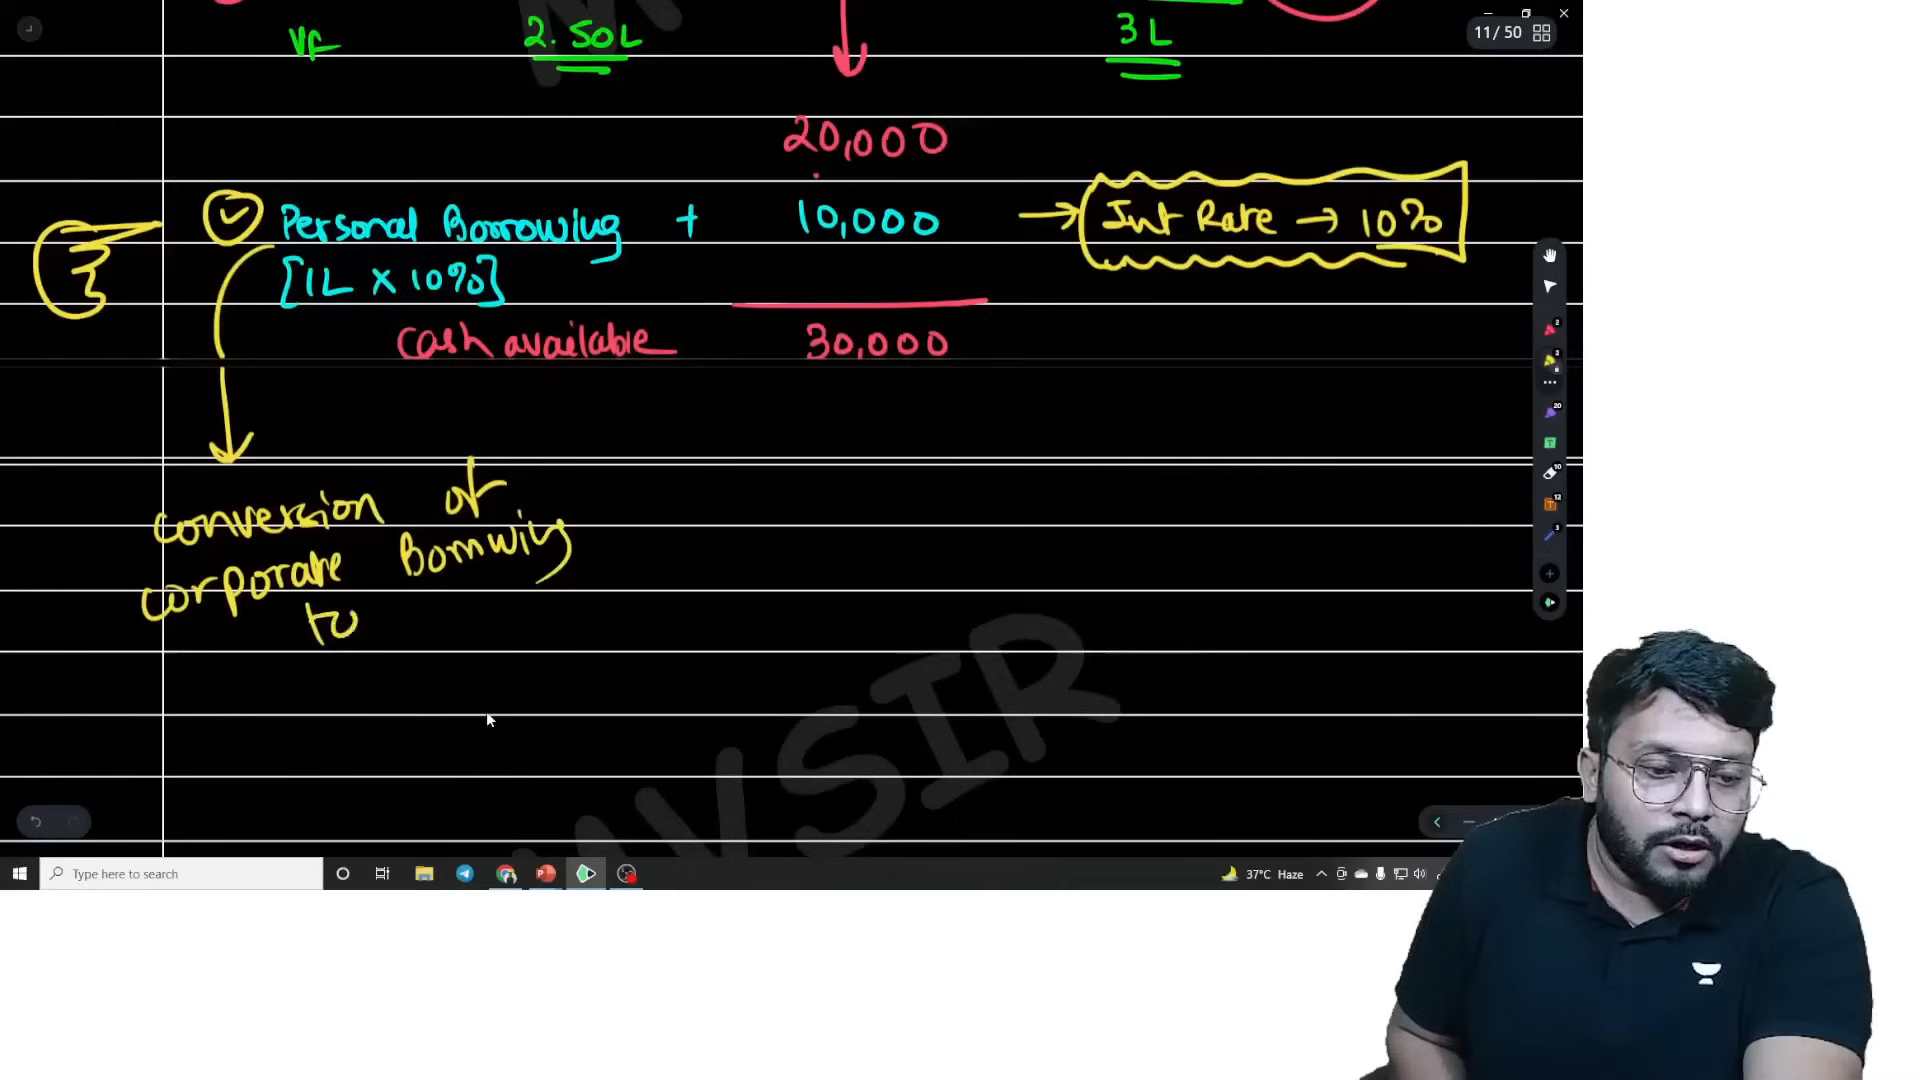 11/ 50
VF 2.50L 3L
20,000
Personal Borrowing + 10,000 → Int Rate → 10%
[1L X 10%]
Cash available 30,000
conversion of
corporate Borrowing
to
MVSIR
Type here to search
37°C Haze